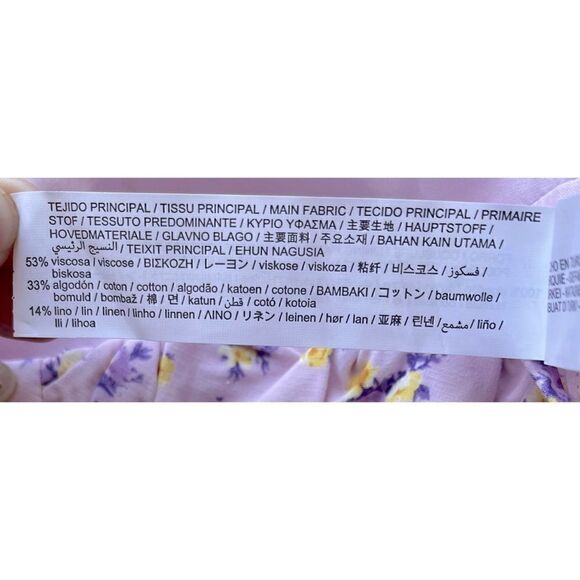 TEJIDO PRINCIPAL / TISSU PRINCIPAL / MAIN FABRIC / TECIDO PRINCIPAL / PRIMAIRE
STOF / TESSUTO PREDOMINANTE / ΚΥΡΙΟ ΥΦΑΣΜΑ / 主要生地 / HAUPTSTOFF /
HOVEDMATERIALE / GLAVNO BLAGO / 主要面料 / 주요소재 / BAHAN KAIN UTAMA /
النسيج الرئيسي / TEIXIT PRINCIPAL / EHUN NAGUSIA
53% viscosa / viscose / ΒΙΣΚΟΖΗ / レーヨン / viskose / viskoza / 粘纤 / 비스코스 / فسكوز /
biskosa
33% algodón / coton / cotton / algodão / katoen / cotone / ΒΑΜΒΑΚΙ / コットン / baumwolle /
bomuld / bombaž / 棉 / 면 / katun / قطن / cotó / kotoia
14% lino / lin / linen / linho / linnen / ΛΙΝΟ / リネン / leinen / hør / lan / 亚麻 / 린넨 / مشمع / liño /
lli / lihoa